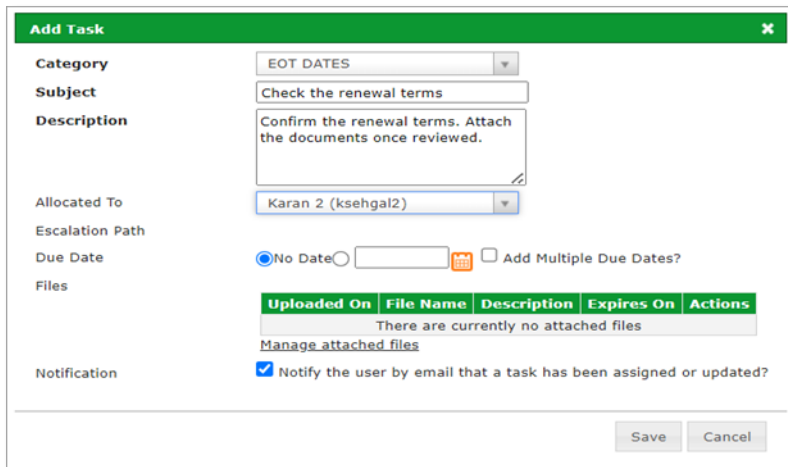 Add Task
Category EOT DATES
Subject Check the renewal terms
Description Confirm the renewal terms. Attach
the documents once reviewed.
Allocated To Karan 2 (ksehgal2)
Escalation Path
Due Date No Date Add Multiple Due Dates?
Files
Uploaded On File Name Description Expires On Actions
There are currently no attached files
Manage attached files
Notification Notify the user by email that a task has been assigned or updated?
Save Cancel